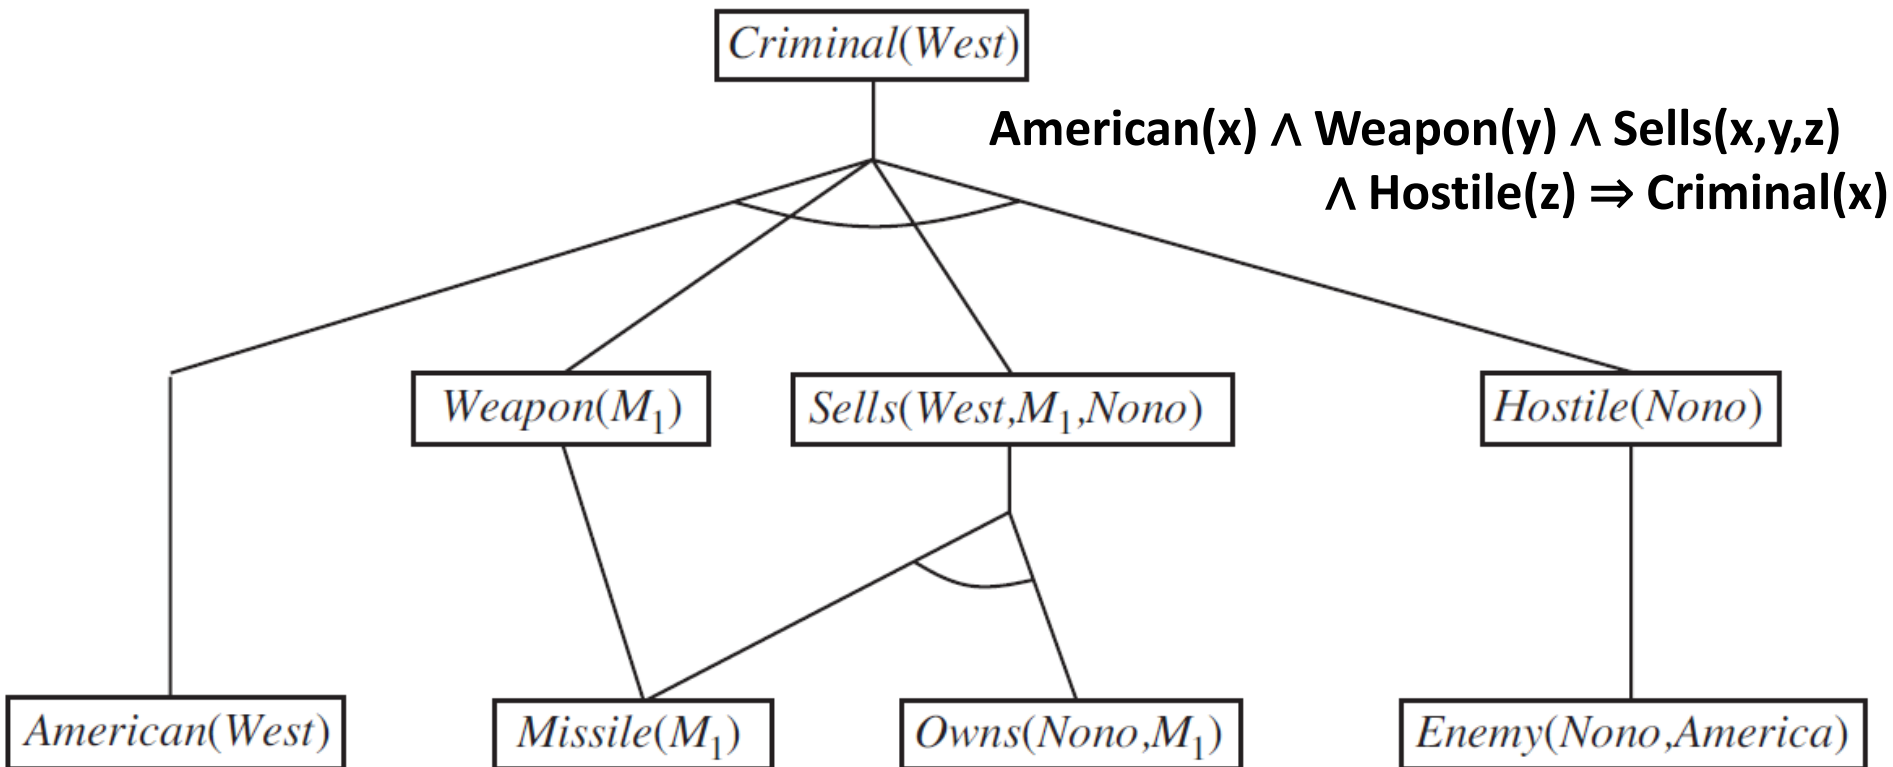 Criminal(West)
American(x) ∧ Weapon(y) ∧ Sells(x,y,z)
∧ Hostile(z) ⇒ Criminal(x)
Weapon(M₁)
Sells(West,M₁,Nono)
Hostile(Nono)
American(West)
Missile(M₁)
Owns(Nono,M₁)
Enemy(Nono,America)